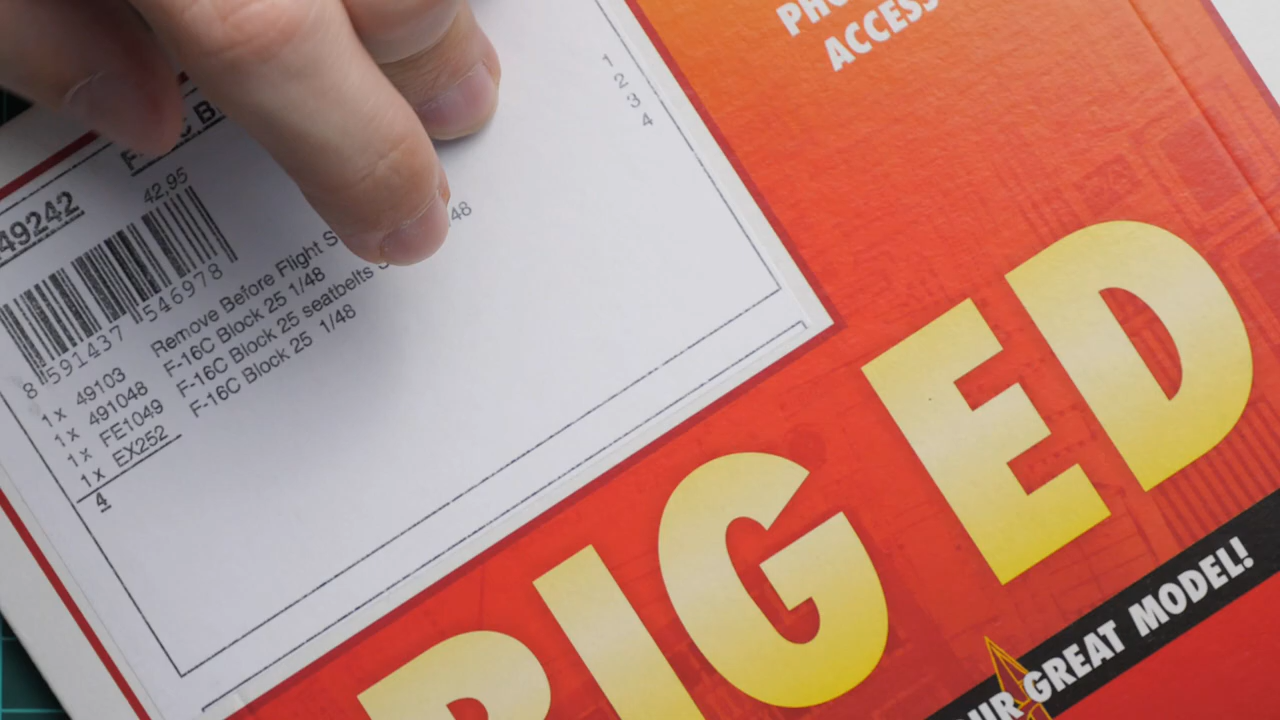 ACCESS
1
2
3
4
49242
42,95
8 591437 546978
1x 49103 Remove Before Flight S 48
1x 491048 F-16C Block 25 1/48
1x FE1049 F-16C Block 25 seatbelts S
1x EX252 F-16C Block 25 1/48
4
BIG ED
OUR GREAT MODEL!